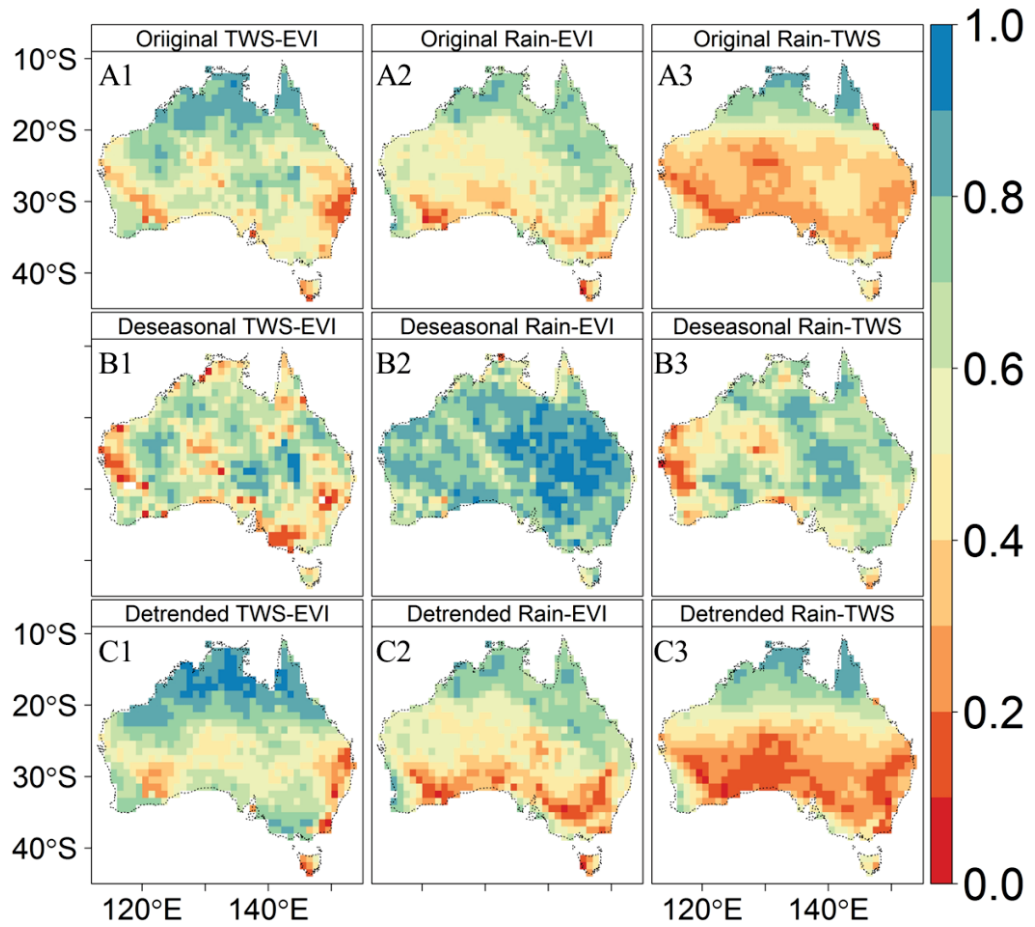 Oriiginal TWS-EVI
Original Rain-EVI
Original Rain-TWS
1.0
10°S
A1
A2
A3
20°S
0.8
30°S
40°S
Deseasonal TWS-EVI
Deseasonal Rain-EVI
Deseasonal Rain-TWS
B1
B2
B3
0.6
0.4
Detrended TWS-EVI
Detrended Rain-EVI
Detrended Rain-TWS
10°S
C1
C2
C3
20°S
0.2
30°S
40°S
0.0
120°E
140°E
120°E
140°E